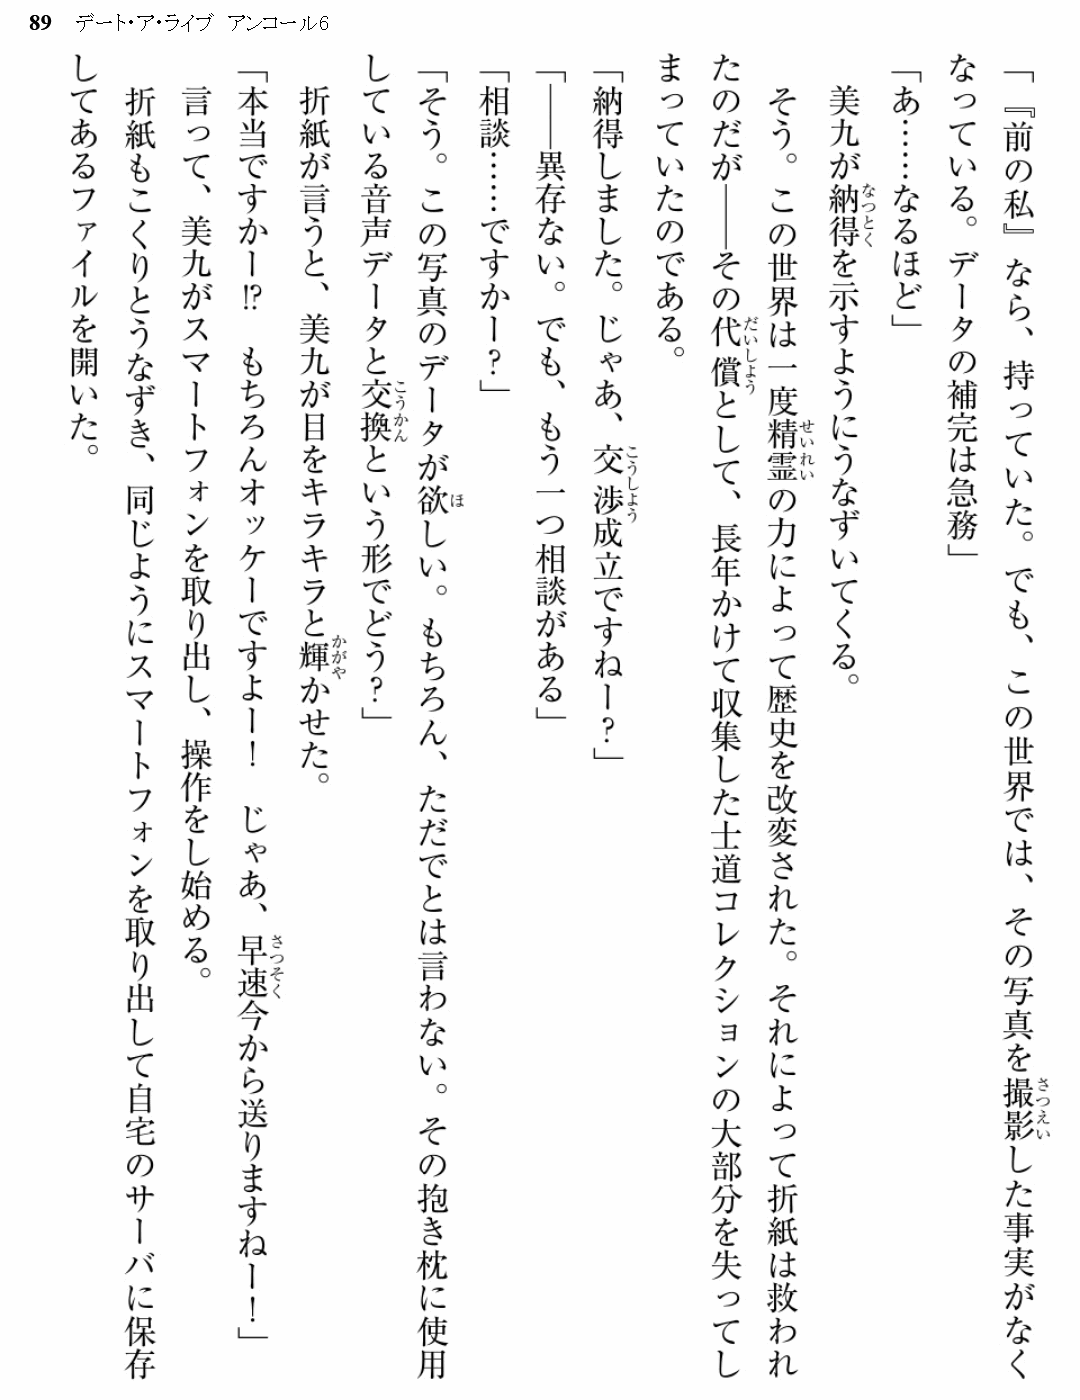 89 デート・ア・ライブ アンコール6
「『前の私』なら、持っていた。でも、この世界では、その写真を撮影した事実がなく
なっている。データの補完は急務」
「あ……なるほど」
美九が納得を示すようにうなずいてくる。
そう。この世界は一度精霊の力によって歴史を改変された。それによって折紙は救われ
たのだが――その代償として、長年かけて収集した士道コレクションの大部分を失ってし
まっていたのである。
「納得しました。じゃあ、交渉成立ですねー?」
「――異存ない。でも、もう一つ相談がある」
「相談……ですかー?」
「そう。この写真のデータが欲しい。もちろん、ただでとは言わない。その抱き枕に使用
している音声データと交換という形でどう?」
折紙が言うと、美九が目をキラキラと輝かせた。
「本当ですかー!? もちろんオッケーですよー! じゃあ、早速今から送りますねー!」
言って、美九がスマートフォンを取り出し、操作をし始める。
折紙もこくりとうなずき、同じようにスマートフォンを取り出して自宅のサーバに保存
してあるファイルを開いた。